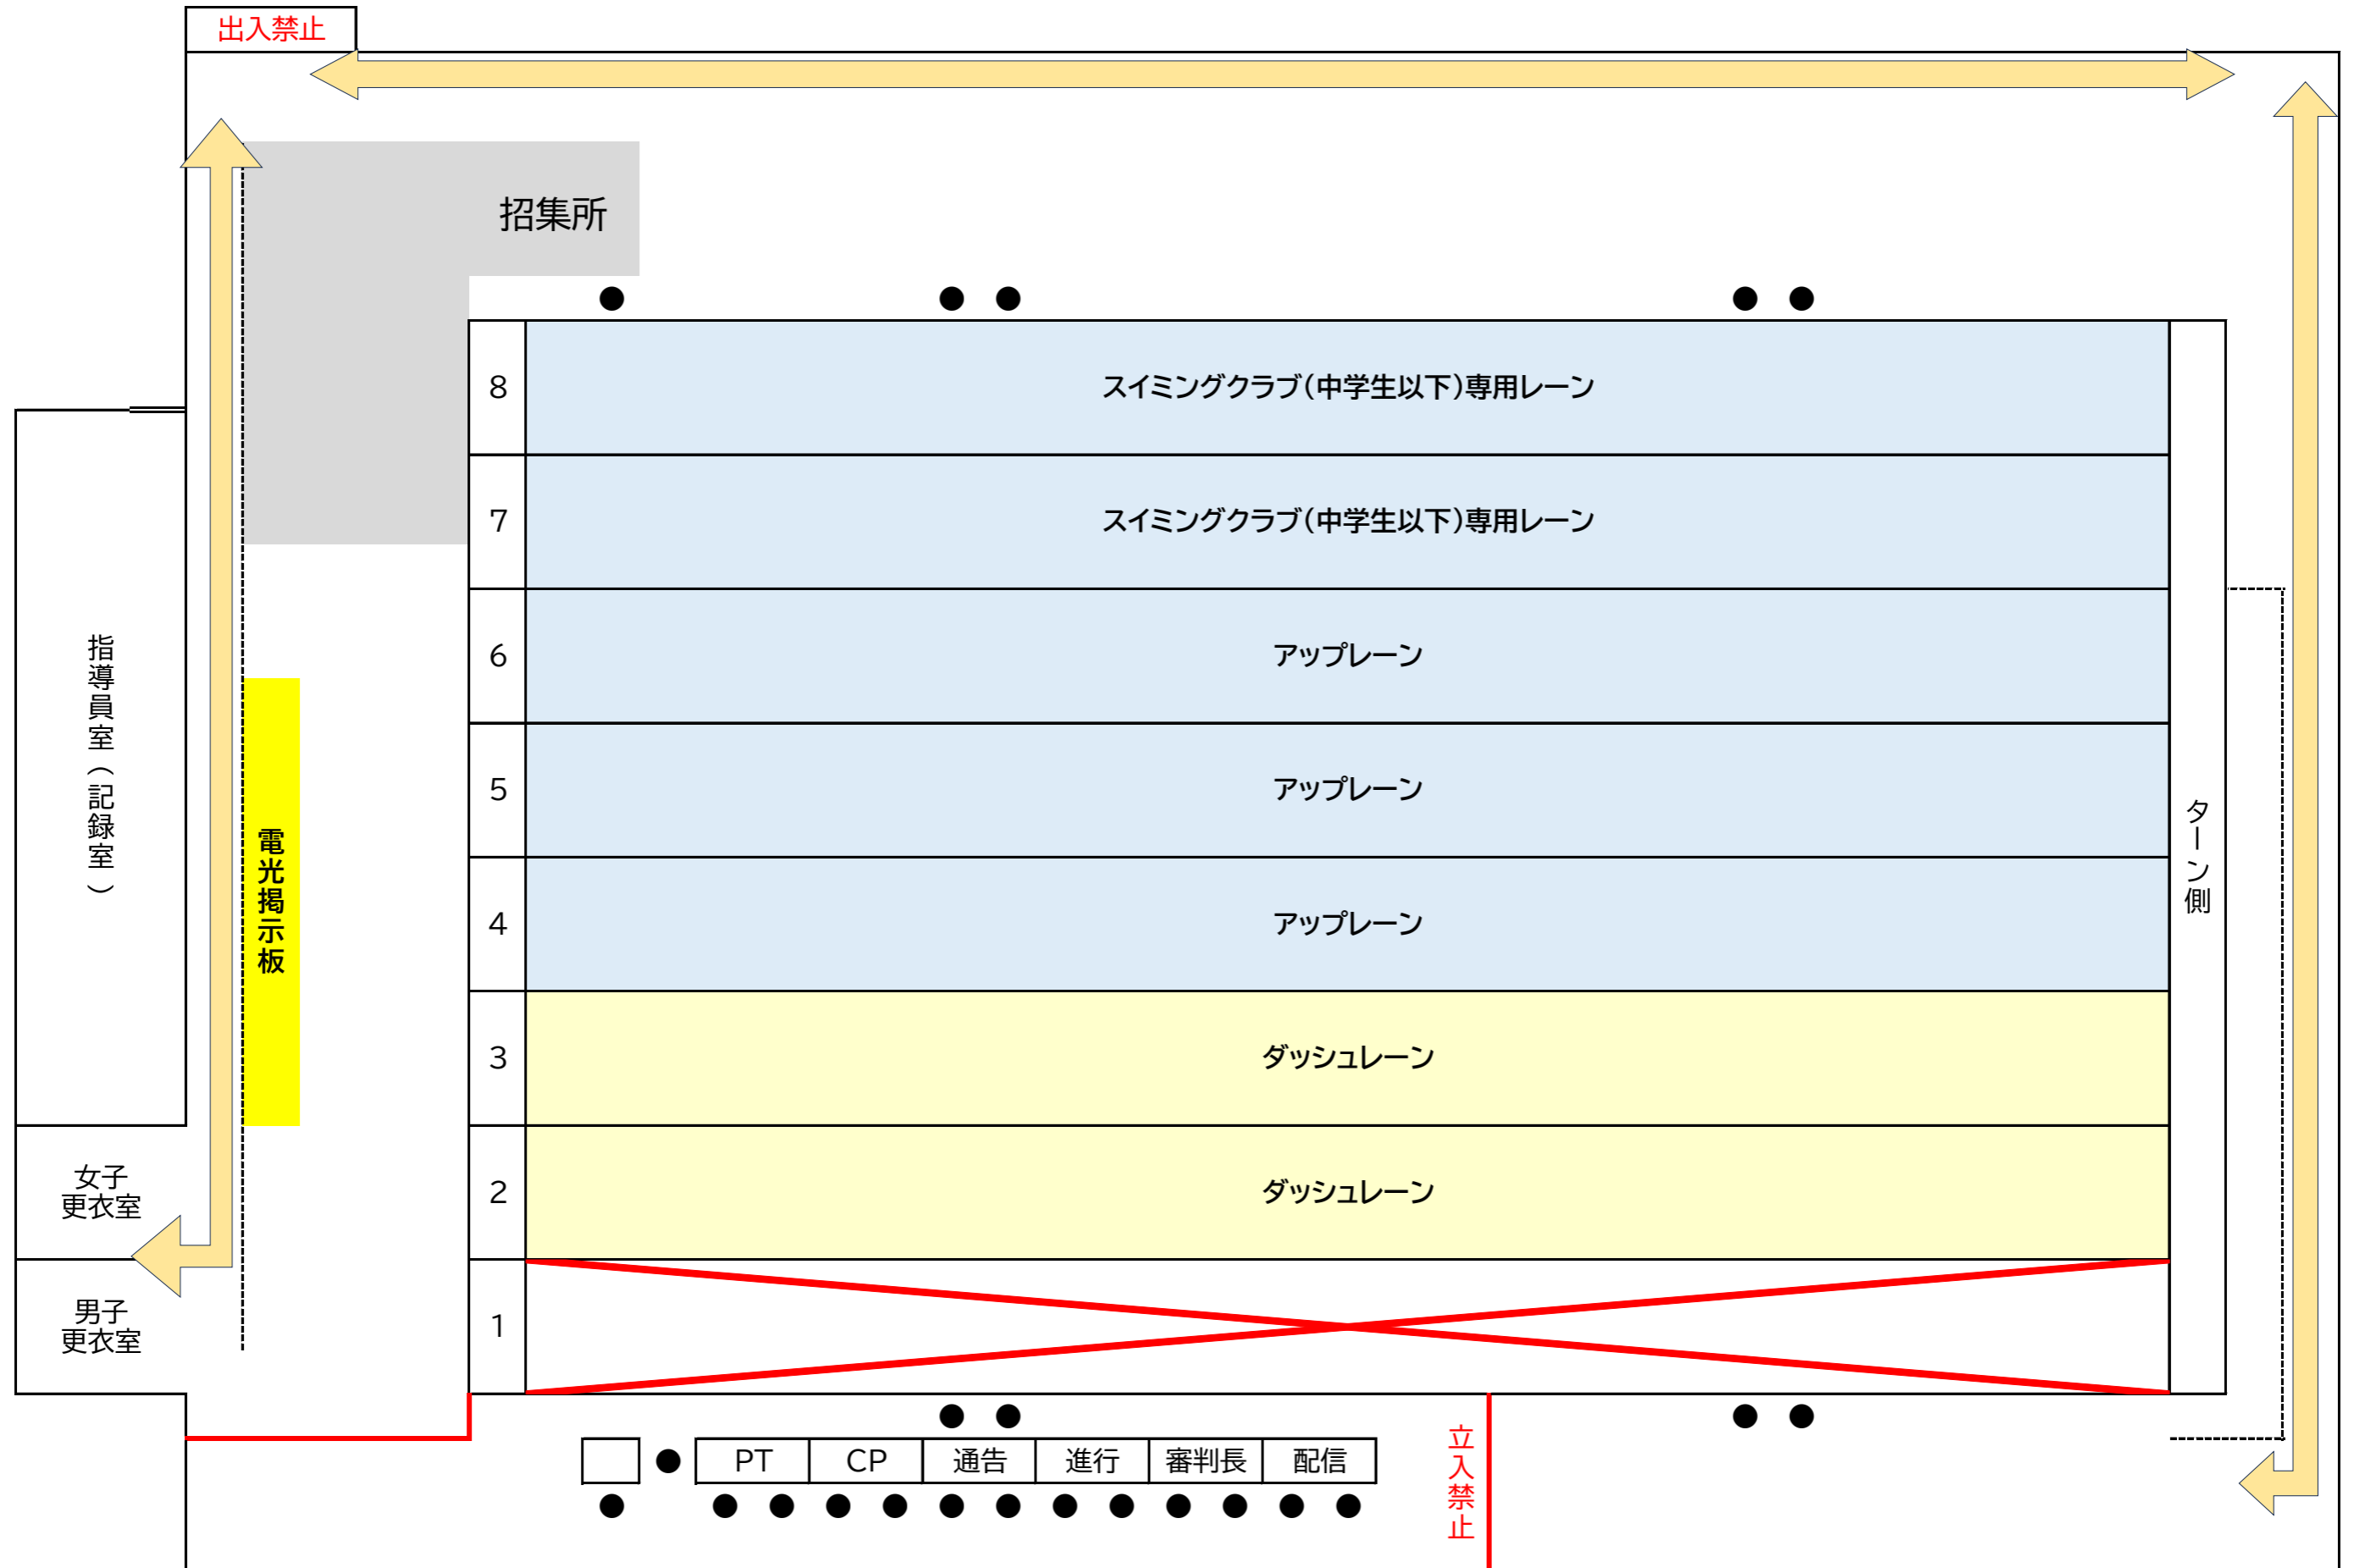 出入禁止
招集所
8
スイミングクラブ(中学生以下)専用レーン
7
スイミングクラブ(中学生以下)専用レーン
6
アップレーン
5
アップレーン
4
アップレーン
3
ダッシュレーン
2
ダッシュレーン
1
ターン側
指導員室(記録室)
電光掲示板
女子
更衣室
男子
更衣室
PT
CP
通告
進行
審判長
配信
立入禁止